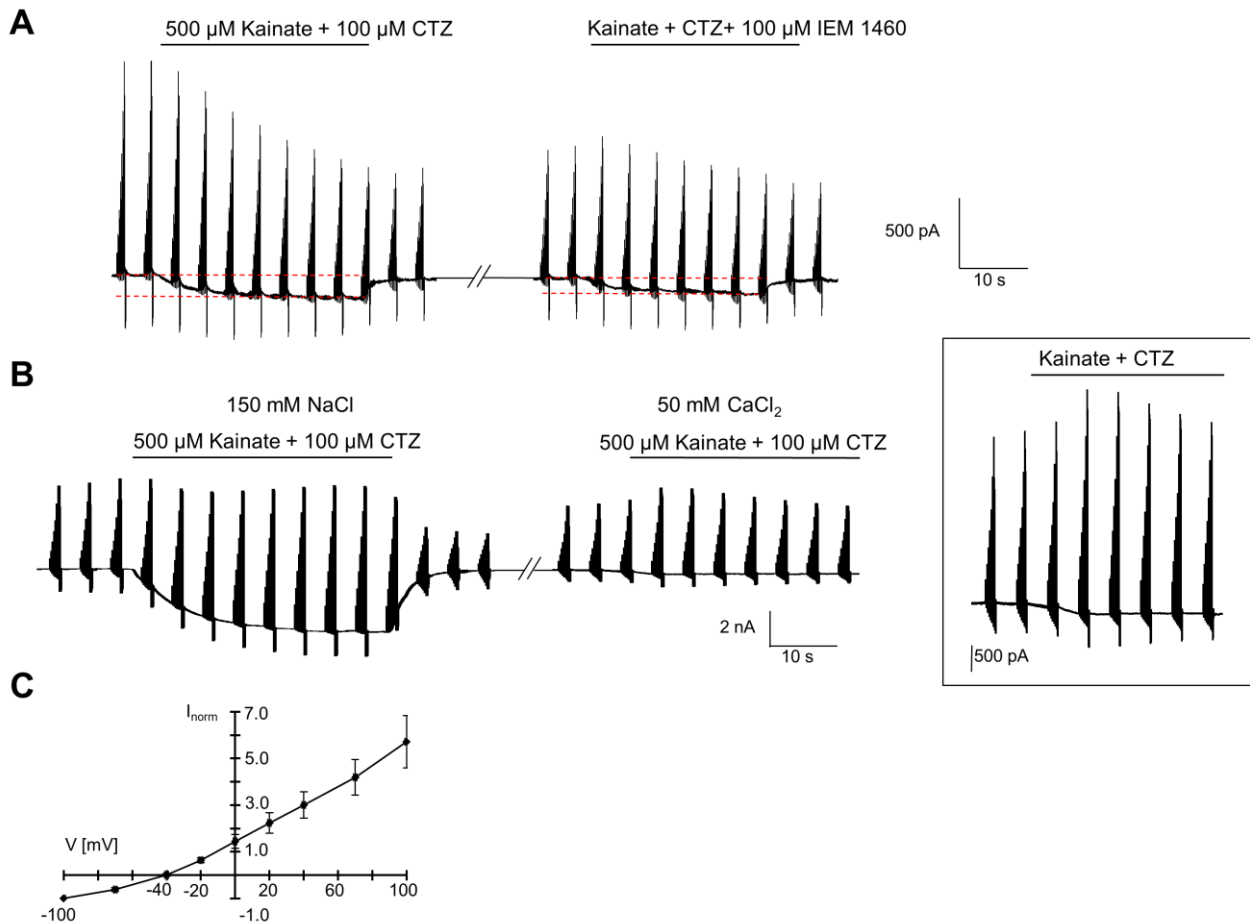 A
500 µM Kainate + 100 µM CTZ
Kainate + CTZ+ 100 µM IEM 1460
500 pA
10 s
B
150 mM NaCl
500 µM Kainate + 100 µM CTZ
50 mM CaCl₂
500 µM Kainate + 100 µM CTZ
2 nA
10 s
Kainate + CTZ
500 pA
C
Iₙₒᵣₘ
7.0
5.0
3.0
1.0
V [mV]
-40 -20 20 60 100
-100
-1.0